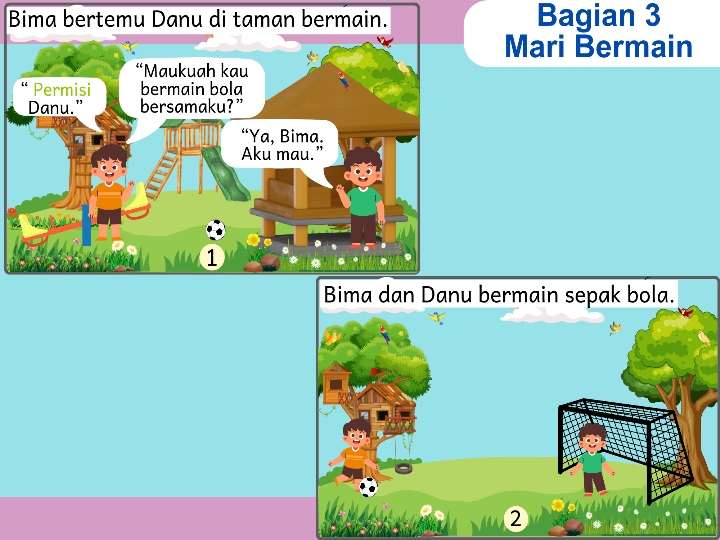 Bagian 3
Mari Bermain
Bima bertemu Danu di taman bermain.
“ Permisi
Danu.”
“Maukuah kau
bermain bola
bersamaku?”
“Ya, Bima.
Aku mau.”
1
Bima dan Danu bermain sepak bola.
2